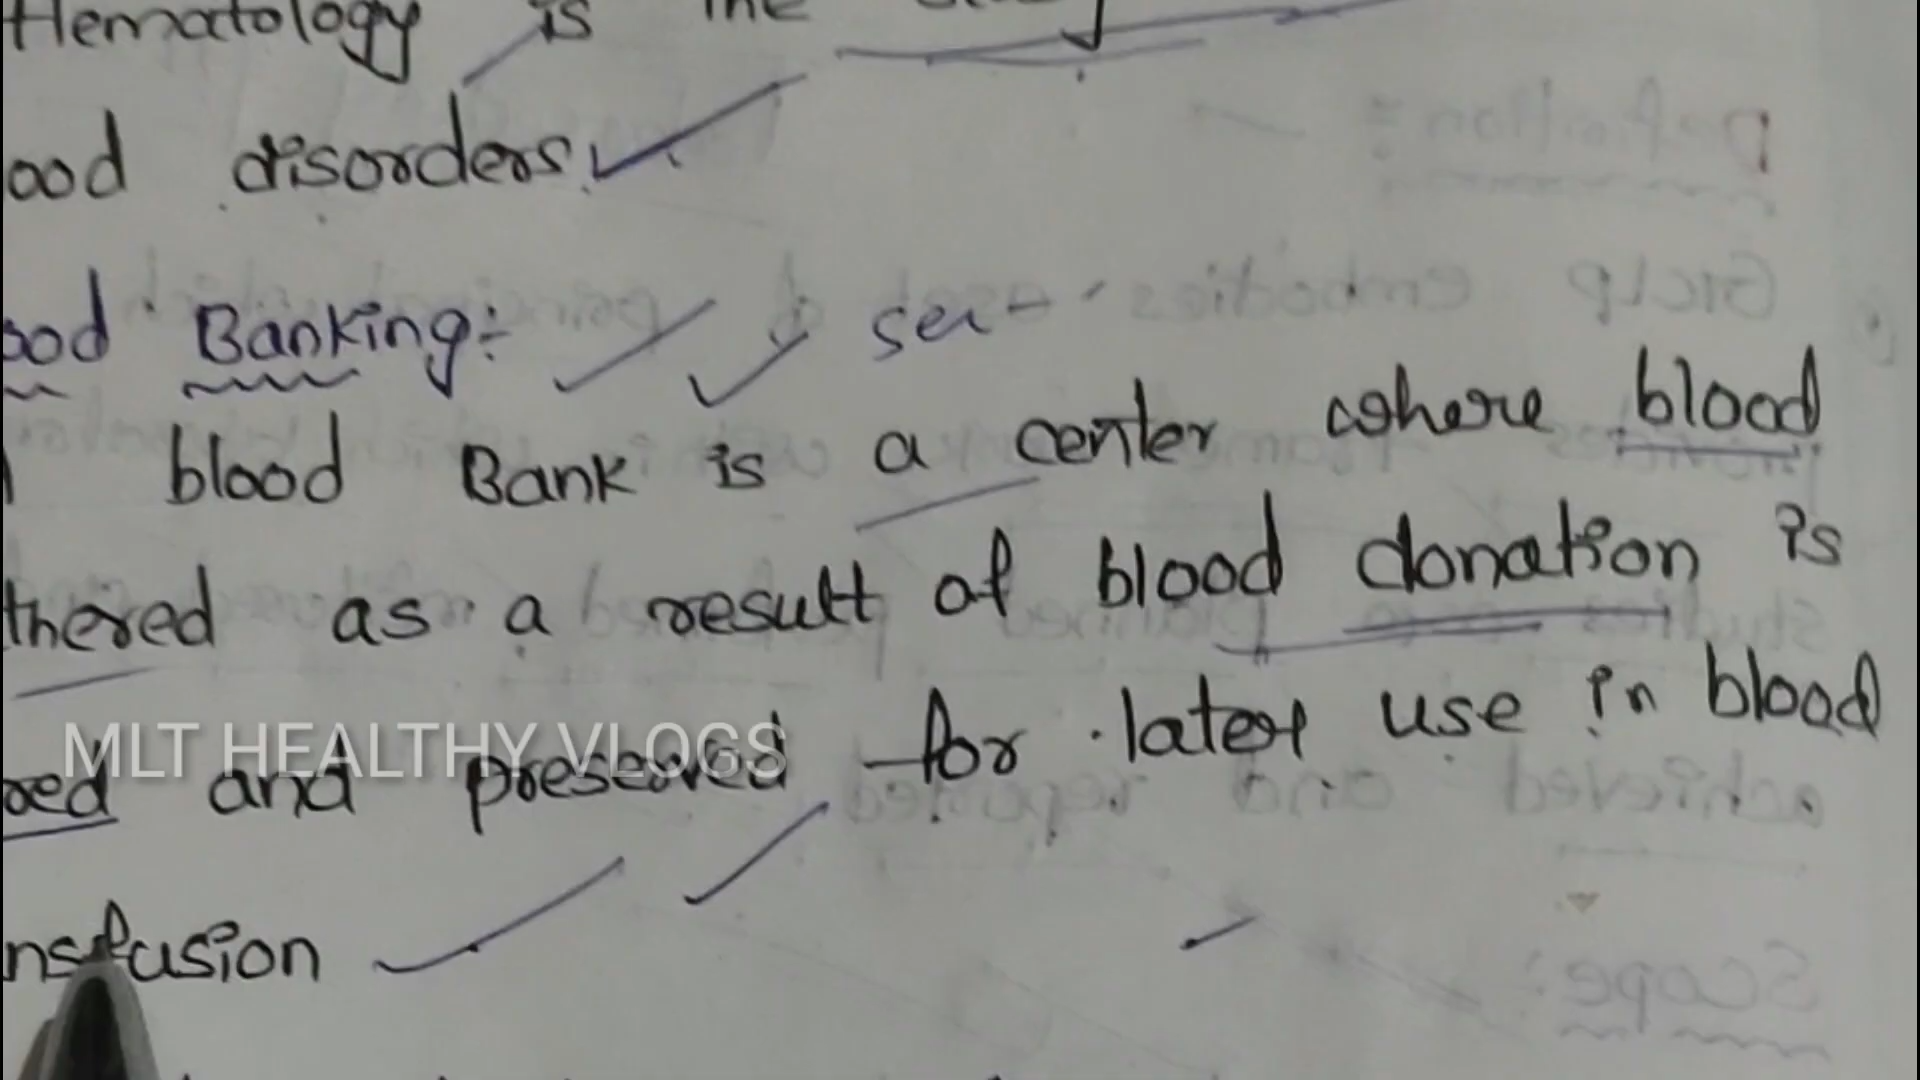 Hematology is the
ood disorders.
ood Banking:-
blood Bank is a center where blood
thered as a result of blood donation is
MLT HEALTHY VLOGS
ored and preserved for later use in blood
nsfusion